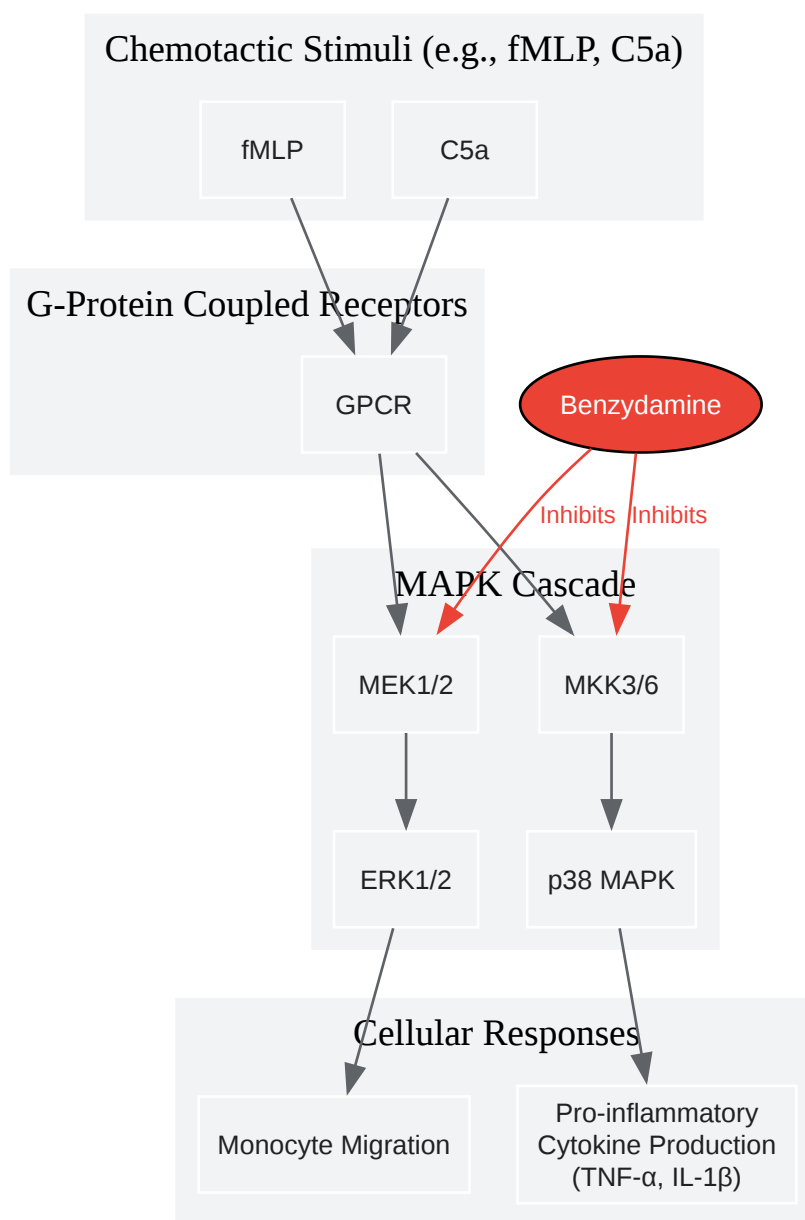 Chemotactic Stimuli (e.g., fMLP, C5a)
fMLP
C5a
G-Protein Coupled Receptors
GPCR
Benzydamine
Inhibits
Inhibits
MAPK Cascade
MEK1/2
MKK3/6
ERK1/2
p38 MAPK
Cellular Responses
Monocyte Migration
Pro-inflammatory
Cytokine Production
(TNF-α, IL-1β)